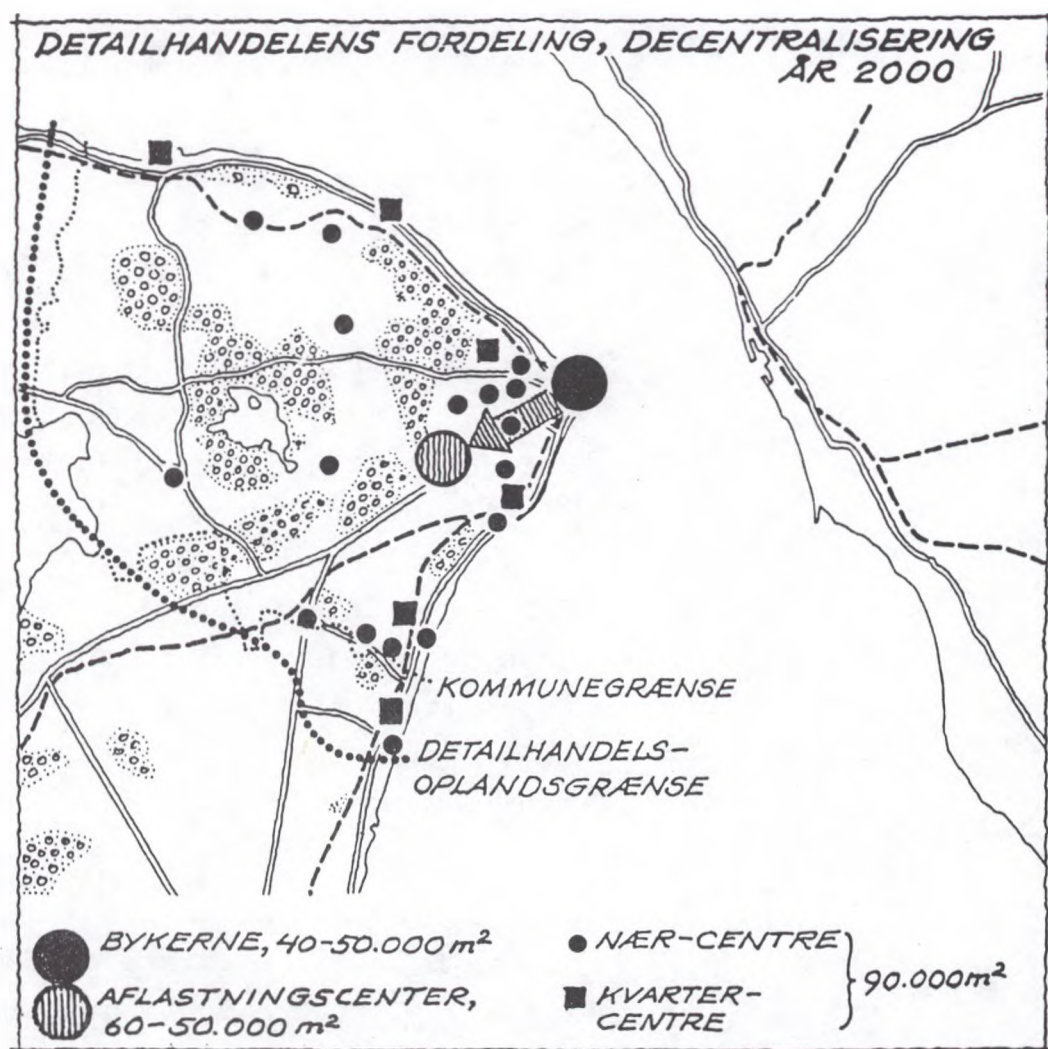 DETAILHANDELENS FORDELING, DECENTRALISERING
ÅR 2000
KOMMUNEGRÆNSE
DETAILHANDELS-
OPLANDSGRÆNSE
BYKERNE, 40-50.000 m²
AFLASTNINGSCENTER,
60-50.000 m²
NÆR-CENTRE
KVARTER-
CENTRE
90.000 m²